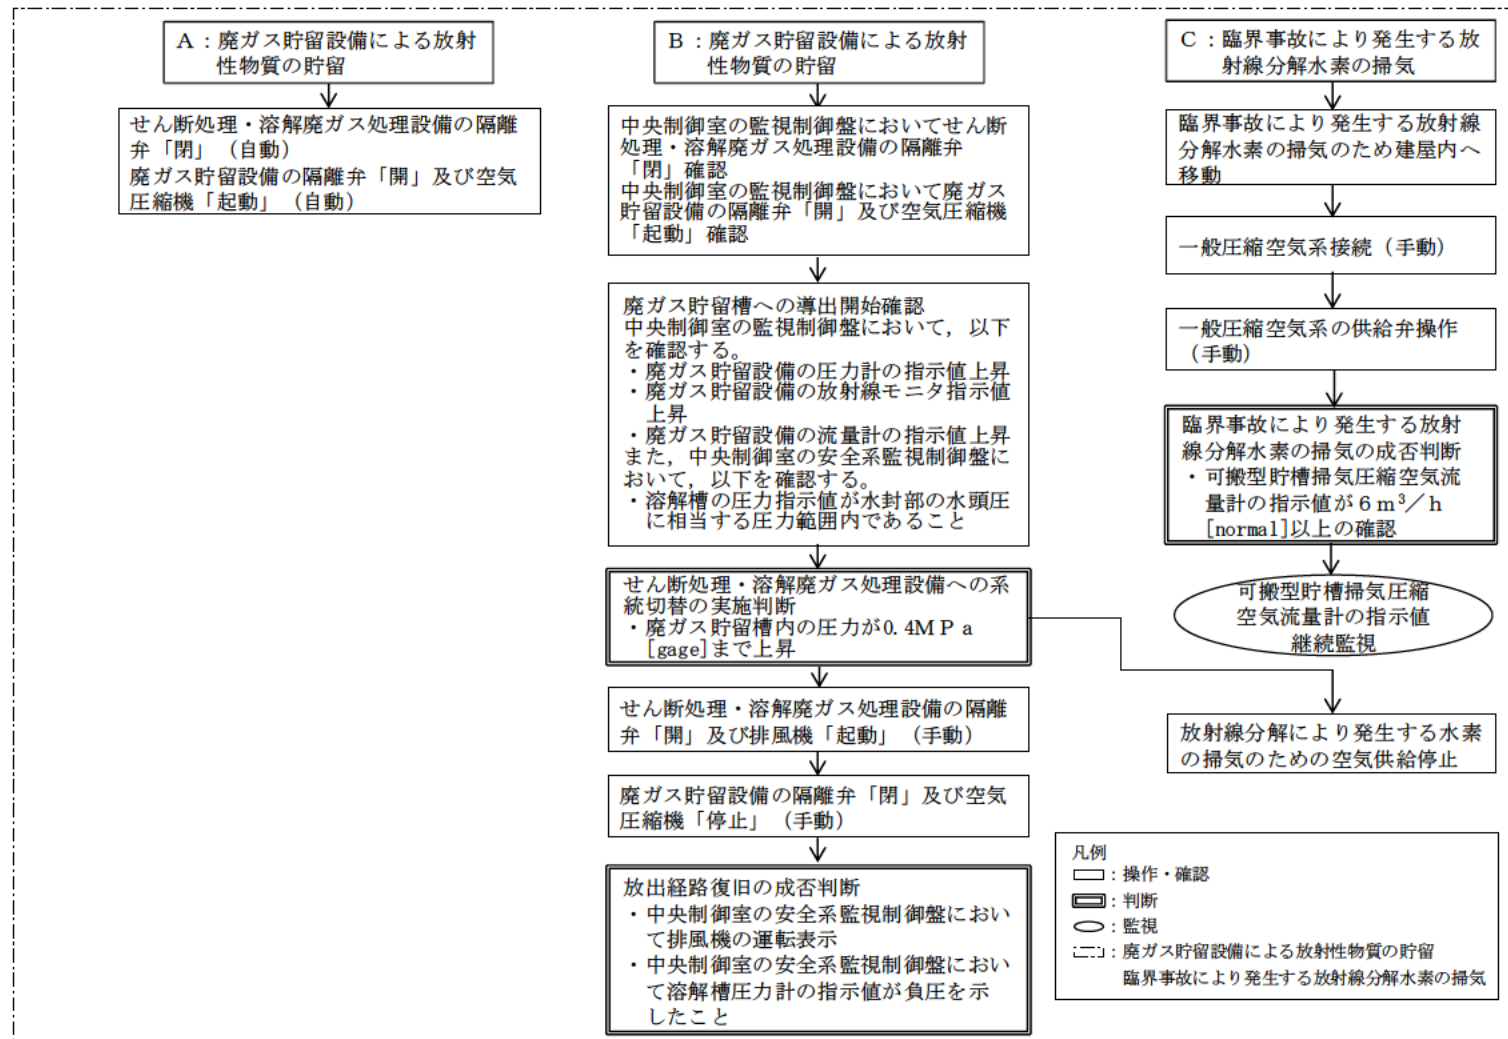 A：廃ガス貯留設備による放射
性物質の貯留
せん断処理・溶解廃ガス処理設備の隔離
弁「閉」（自動）
廃ガス貯留設備の隔離弁「開」及び空気
圧縮機「起動」（自動）
B：廃ガス貯留設備による放射
性物質の貯留
中央制御室の監視制御盤においてせん断
処理・溶解廃ガス処理設備の隔離弁
「閉」確認
中央制御室の監視制御盤において廃ガス
貯留設備の隔離弁「開」及び空気圧縮機
「起動」確認
廃ガス貯留槽への導出開始確認
中央制御室の監視制御盤において，以下
を確認する。
・廃ガス貯留設備の圧力計の指示値上昇
・廃ガス貯留設備の放射線モニタ指示値
上昇
・廃ガス貯留設備の流量計の指示値上昇
また，中央制御室の安全系監視制御盤に
おいて，以下を確認する。
・溶解槽の圧力指示値が水封部の水頭圧
に相当する圧力範囲内であること
せん断処理・溶解廃ガス処理設備への系
統切替の実施判断
・廃ガス貯留槽内の圧力が0.4MPa
[gage]まで上昇
せん断処理・溶解廃ガス処理設備の隔離
弁「開」及び排風機「起動」（手動）
廃ガス貯留設備の隔離弁「閉」及び空気
圧縮機「停止」（手動）
放出経路復旧の成否判断
・中央制御室の安全系監視制御盤におい
て排風機の運転表示
・中央制御室の安全系監視制御盤におい
て溶解槽圧力計の指示値が負圧を示
したこと
C：臨界事故により発生する放
射線分解水素の掃気
臨界事故により発生する放射線
分解水素の掃気のため建屋内へ
移動
一般圧縮空気系接続（手動）
一般圧縮空気系の供給弁操作
（手動）
臨界事故により発生する放射
線分解水素の掃気の成否判断
・可搬型貯槽掃気圧縮空気流
量計の指示値が６ｍ³／ｈ
[normal]以上の確認
可搬型貯槽掃気圧縮
空気流量計の指示値
継続監視
放射線分解により発生する水素
の掃気のための空気供給停止
凡例
：操作・確認
：判断
：監視
：廃ガス貯留設備による放射性物質の貯留
臨界事故により発生する放射線分解水素の掃気